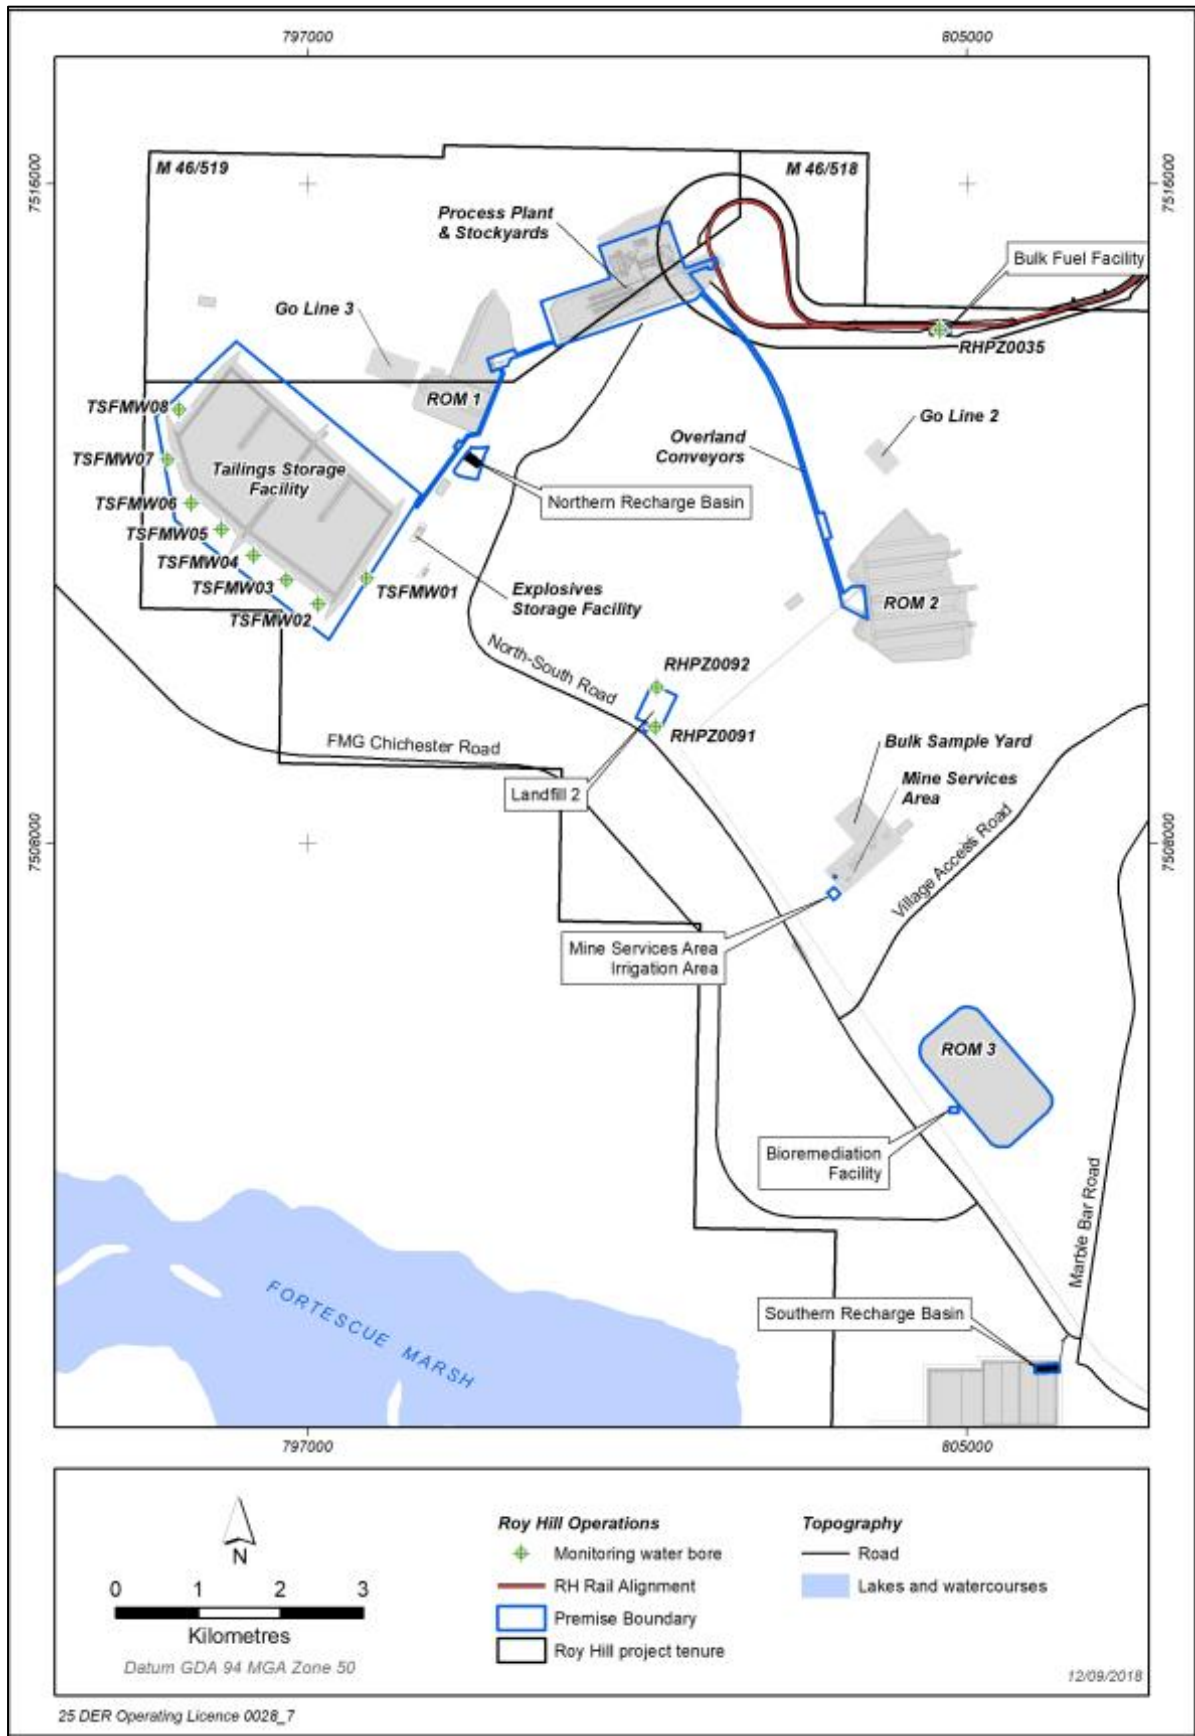 797000
805000
7516000
7516000
M 46/519
M 46/518
Process Plant
& Stockyards
Bulk Fuel Facility
Go Line 3
RHPZ0035
ROM 1
TSFMW08
Go Line 2
Overland
Conveyors
TSFMW07
Tailings Storage
Facility
TSFMW06
Northern Recharge Basin
TSFMW05
TSFMW04
TSFMW03
TSFMW01
Explosives
Storage Facility
ROM 2
TSFMW02
North-South Road
RHPZ0092
RHPZ0091
FMG Chichester Road
Bulk Sample Yard
Landfill 2
Mine Services
Area
7508000
7508000
Village Access Road
Mine Services Area
Irrigation Area
ROM 3
Bioremediation
Facility
Marble Bar Road
FORTESCUE MARSH
Southern Recharge Basin
797000
805000
N
0 1 2 3
Kilometres
Datum GDA 94 MGA Zone 50
Roy Hill Operations
Monitoring water bore
RH Rail Alignment
Premise Boundary
Roy Hill project tenure
Topography
Road
Lakes and watercourses
12/09/2018
25 DER Operating Licence 0028_7